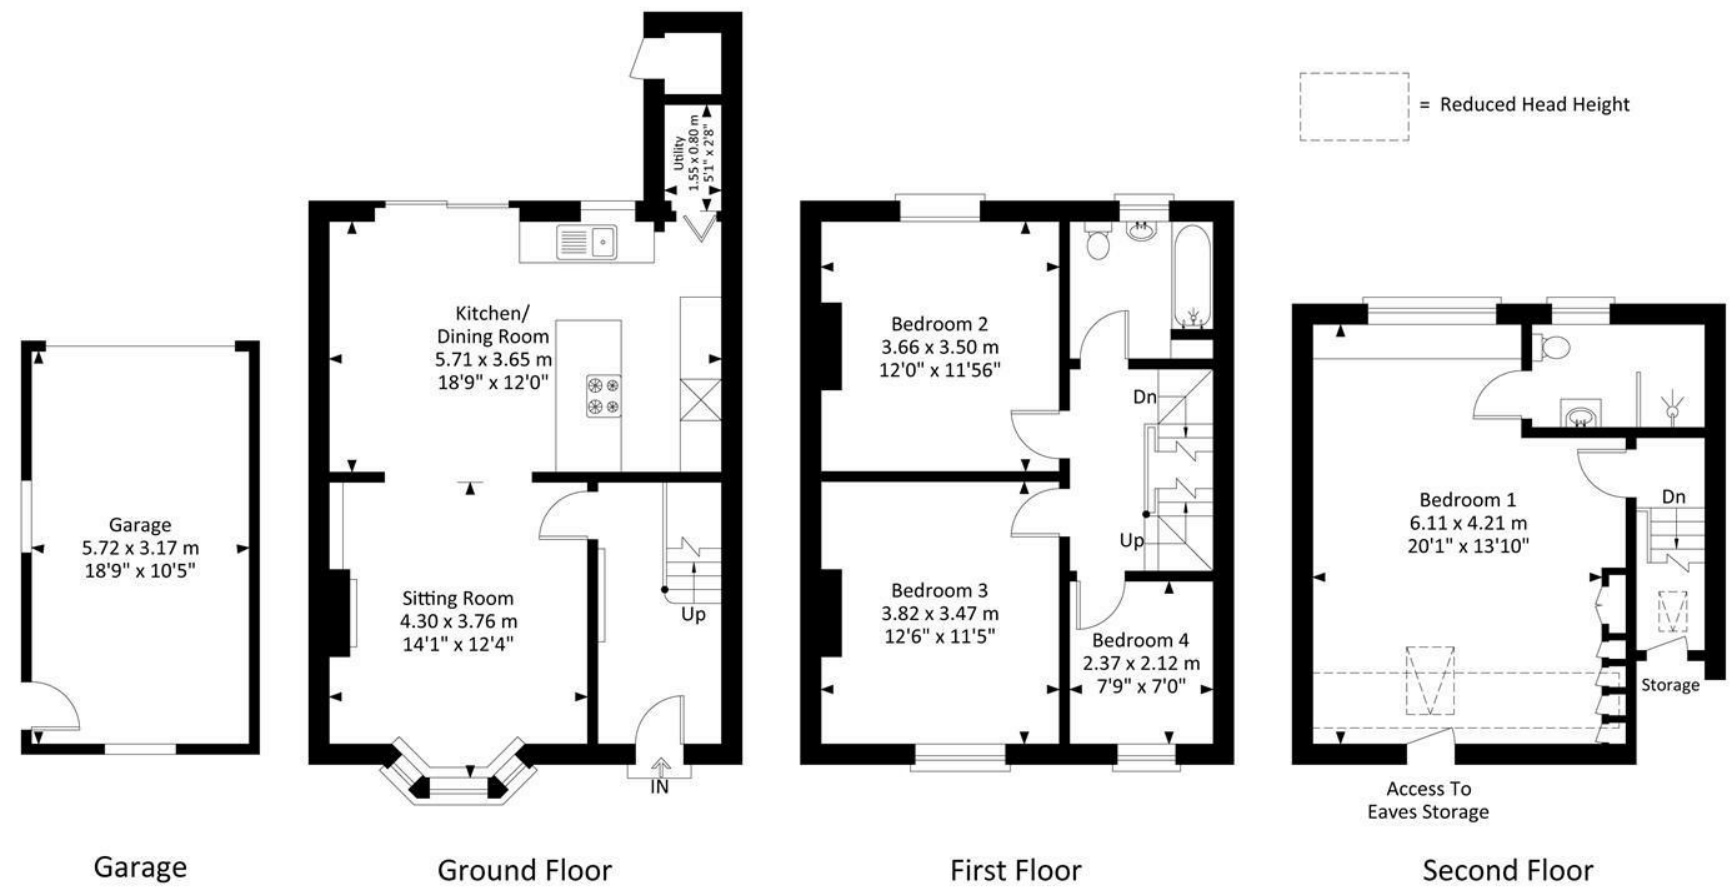 = Reduced Head Height
Utility
1.55 x 0.80 m
5'1" x 2'8"
Kitchen/
Dining Room
5.71 x 3.65 m
18'9" x 12'0"
Garage
5.72 x 3.17 m
18'9" x 10'5"
Sitting Room
4.30 x 3.76 m
14'1" x 12'4"
Up
IN
Bedroom 2
3.66 x 3.50 m
12'0" x 11'56"
Dn
Up
Bedroom 3
3.82 x 3.47 m
12'6" x 11'5"
Bedroom 4
2.37 x 2.12 m
7'9" x 7'0"
Bedroom 1
6.11 x 4.21 m
20'1" x 13'10"
Dn
Storage
Access To
Eaves Storage
Garage
Ground Floor
First Floor
Second Floor